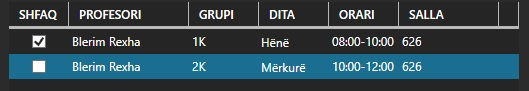 SHFAQ PROFESORI GRUPI DITA ORARI SALLA
Blerim Rexha 1K Hënë 08:00-10:00 626
Blerim Rexha 2K Mërkurë 10:00-12:00 626